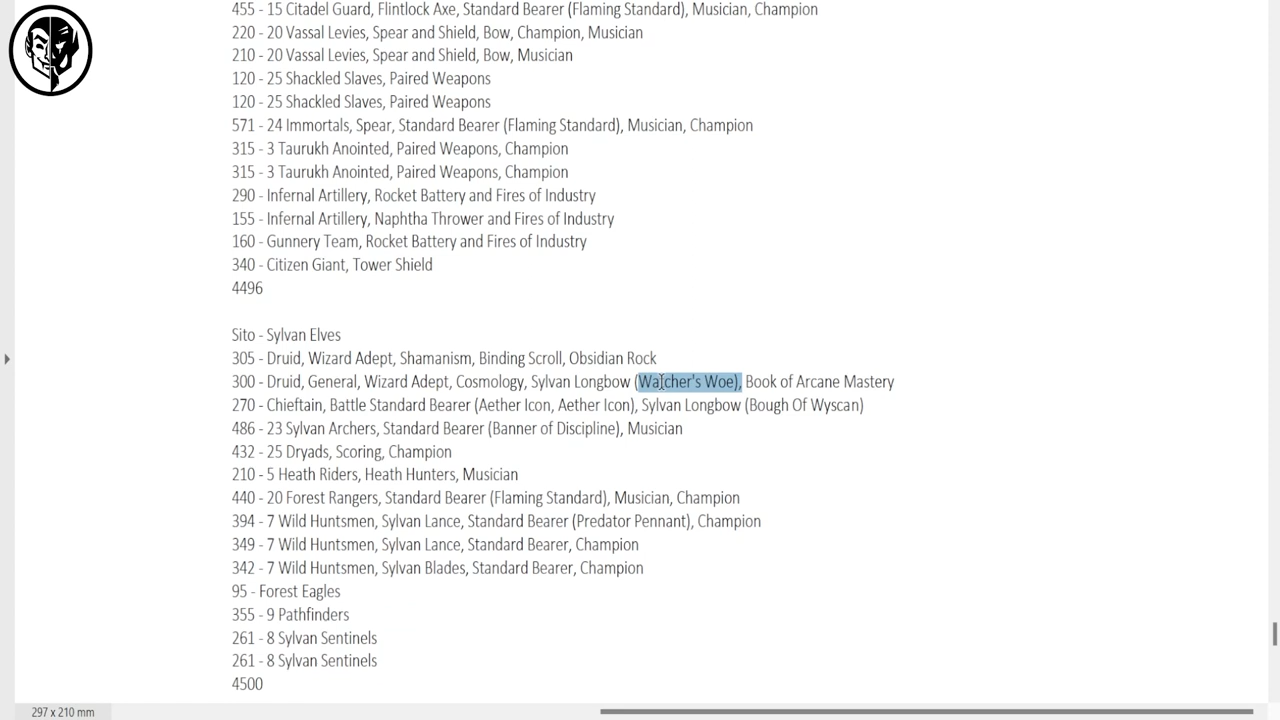 455 - 15 Citadel Guard, Flintlock Axe, Standard Bearer (Flaming Standard), Musician, Champion
220 - 20 Vassal Levies, Spear and Shield, Bow, Champion, Musician
210 - 20 Vassal Levies, Spear and Shield, Bow, Musician
120 - 25 Shackled Slaves, Paired Weapons
120 - 25 Shackled Slaves, Paired Weapons
571 - 24 Immortals, Spear, Standard Bearer (Flaming Standard), Musician, Champion
315 - 3 Taurukh Anointed, Paired Weapons, Champion
315 - 3 Taurukh Anointed, Paired Weapons, Champion
290 - Infernal Artillery, Rocket Battery and Fires of Industry
155 - Infernal Artillery, Naphtha Thrower and Fires of Industry
160 - Gunnery Team, Rocket Battery and Fires of Industry
340 - Citizen Giant, Tower Shield
4496
Sito - Sylvan Elves
305 - Druid, Wizard Adept, Shamanism, Binding Scroll, Obsidian Rock
300 - Druid, General, Wizard Adept, Cosmology, Sylvan Longbow (Watcher's Woe), Book of Arcane Mastery
270 - Chieftain, Battle Standard Bearer (Aether Icon, Aether Icon), Sylvan Longbow (Bough Of Wyscan)
486 - 23 Sylvan Archers, Standard Bearer (Banner of Discipline), Musician
432 - 25 Dryads, Scoring, Champion
210 - 5 Heath Riders, Heath Hunters, Musician
440 - 20 Forest Rangers, Standard Bearer (Flaming Standard), Musician, Champion
394 - 7 Wild Huntsmen, Sylvan Lance, Standard Bearer (Predator Pennant), Champion
349 - 7 Wild Huntsmen, Sylvan Lance, Standard Bearer, Champion
342 - 7 Wild Huntsmen, Sylvan Blades, Standard Bearer, Champion
95 - Forest Eagles
355 - 9 Pathfinders
261 - 8 Sylvan Sentinels
261 - 8 Sylvan Sentinels
4500
297 x 210 mm